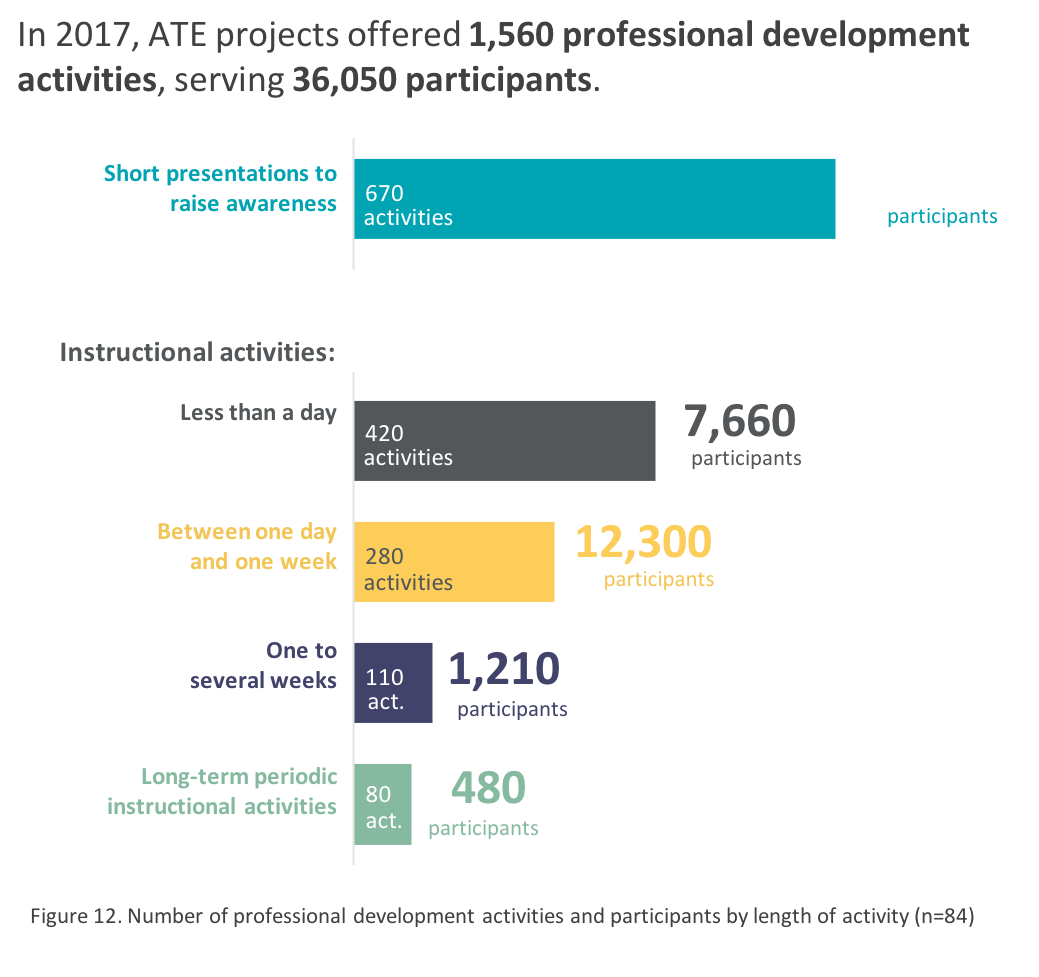 In 2017, ATE projects offered 1,560 professional development
activities, serving 36,050 participants.
Short presentations to
raise awareness
670
activities
participants
Instructional activities:
Less than a day
420
activities
7,660
participants
Between one day
and one week
280
activities
12,300
participants
One to
several weeks
110
act.
1,210
participants
Long-term periodic
instructional activities
80
act.
480
participants
Figure 12. Number of professional development activities and participants by length of activity (n=84)